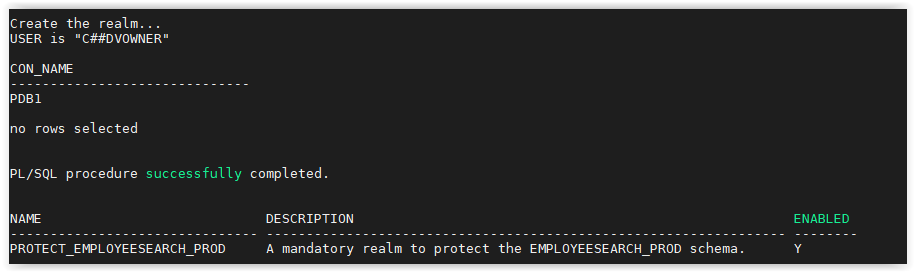 Create the realm...
USER is "C##DVOWNER"
CON_NAME
------------------------------
PDB1
no rows selected
PL/SQL procedure successfully completed.
NAME DESCRIPTION ENABLED
------------------------------- ----------------------------------------------------------------- --------
PROTECT_EMPLOYEESEARCH_PROD A mandatory realm to protect the EMPLOYEESEARCH_PROD schema. Y